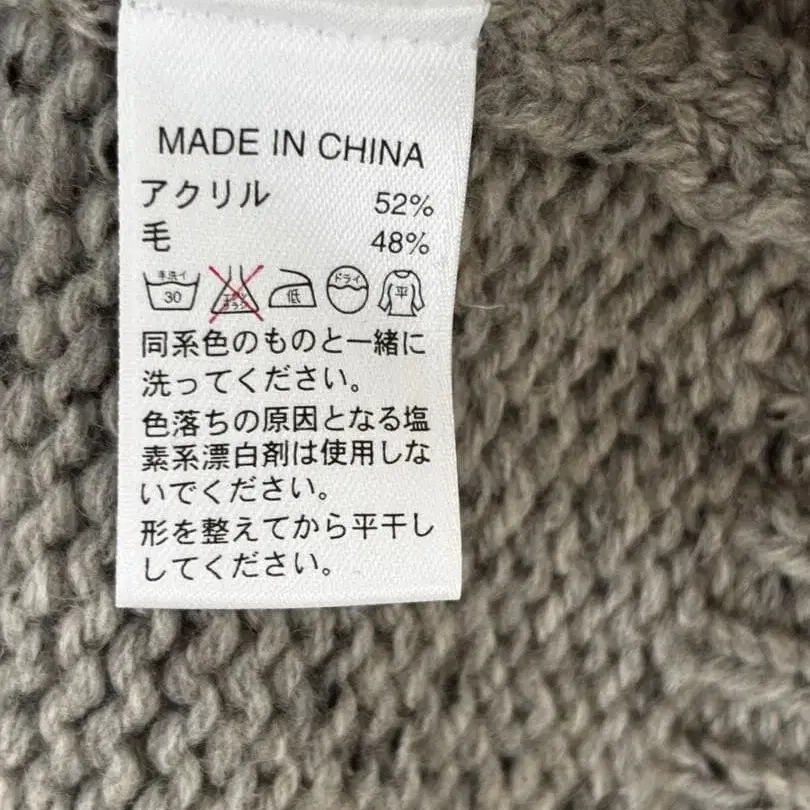 MADE IN CHINA
アクリル 52%
毛 48%
手洗イ 30 エンソサラシ 低 ドライ 平
同系色のものと一緒に
洗ってください。
色落ちの原因となる塩
素系漂白剤は使用しな
いでください。
形を整えてから平干し
してください。